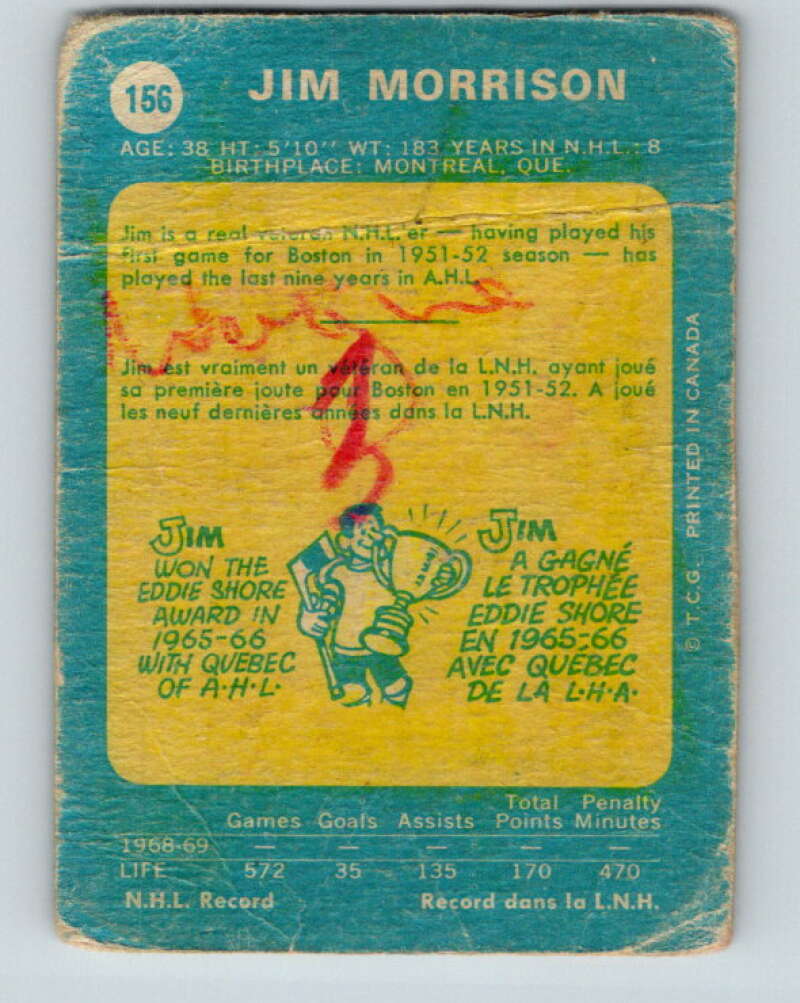 156
JIM MORRISON
AGE: 38 HT: 5'10'' WT: 183 YEARS IN N.H.L.: 8
BIRTHPLACE: MONTREAL, QUE.
Jim is a real veteran N.H.L.'er — having played his
first game for Boston in 1951-52 season — has
played the last nine years in A.H.L.
Jim est vraiment un vétéran de la L.N.H. ayant joué
sa première joute pour Boston en 1951-52. A joué
les neuf dernières années dans la L.N.H.
JIM
WON THE
EDDIE SHORE
AWARD IN
1965-66
WITH QUEBEC
OF A·H·L·
JIM
A GAGNÉ
LE TROPHÉE
EDDIE SHORE
EN 1965-66
AVEC QUÉBEC
DE LA L·H·A·
© T.C.G. PRINTED IN CANADA
Total Penalty
Games Goals Assists Points Minutes
1968-69 — — — — —
LIFE 572 35 135 170 470
N.H.L. Record Record dans la L.N.H.